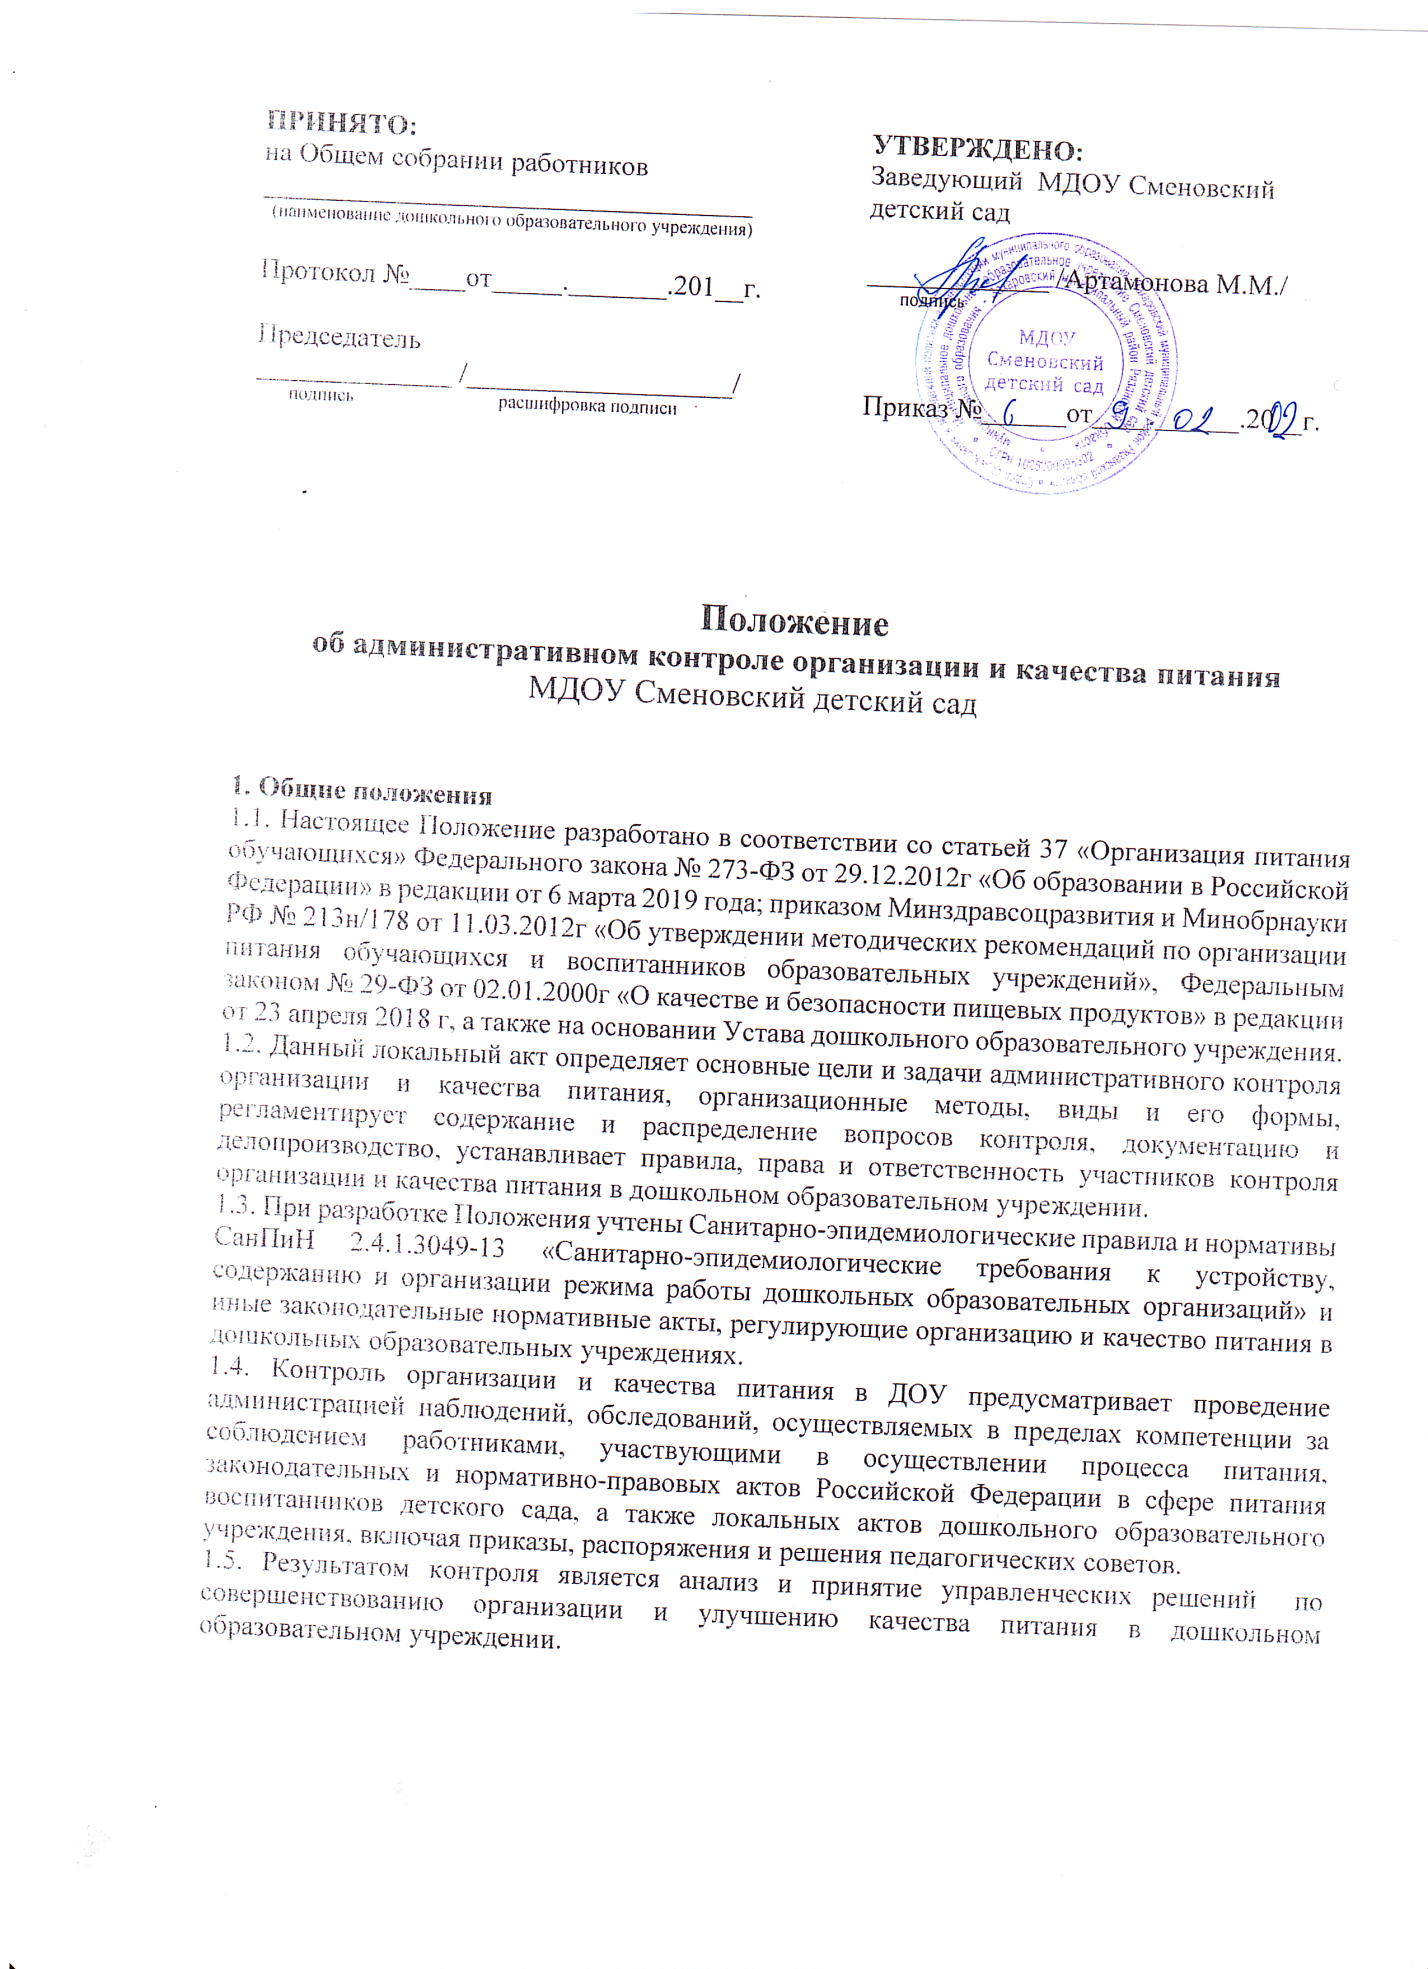 ПРИНЯТО:
на Общем собрании работников
(наименование дошкольного образовательного учреждения)
Протокол №____от_____._______.201__г.
Председатель
______________ /___________________/
подпись расшифровка подписи
УТВЕРЖДЕНО:
Заведующий МДОУ Сменовский
детский сад
_____________ /Артамонова М.М./
подпись
МДОУ
Сменовский
детский сад
Приказ № 6 от 9. 02 .20 г.
Положение
об административном контроле организации и качества питания
МДОУ Сменовский детский сад
1. Общие положения
1.1. Настоящее Положение разработано в соответствии со статьей 37 «Организация питания
обучающихся» Федерального закона № 273-ФЗ от 29.12.2012г «Об образовании в Российской
Федерации» в редакции от 6 марта 2019 года; приказом Минздравсоцразвития и Минобрнауки
РФ № 213н/178 от 11.03.2012г «Об утверждении методических рекомендаций по организации
питания обучающихся и воспитанников образовательных учреждений», Федеральным
законом № 29-ФЗ от 02.01.2000г «О качестве и безопасности пищевых продуктов» в редакции
от 23 апреля 2018 г, а также на основании Устава дошкольного образовательного учреждения.
1.2. Данный локальный акт определяет основные цели и задачи административного контроля
организации и качества питания, организационные методы, виды и его формы,
регламентирует содержание и распределение вопросов контроля, документацию и
делопроизводство, устанавливает правила, права и ответственность участников контроля
организации и качества питания в дошкольном образовательном учреждении.
1.3. При разработке Положения учтены Санитарно-эпидемиологические правила и нормативы
СанПиН 2.4.1.3049-13 «Санитарно-эпидемиологические требования к устройству,
содержанию и организации режима работы дошкольных образовательных организаций» и
иные законодательные нормативные акты, регулирующие организацию и качество питания в
дошкольных образовательных учреждениях.
1.4. Контроль организации и качества питания в ДОУ предусматривает проведение
администрацией наблюдений, обследований, осуществляемых в пределах компетенции за
соблюдением работниками, участвующими в осуществлении процесса питания,
законодательных и нормативно-правовых актов Российской Федерации в сфере питания
воспитанников детского сада, а также локальных актов дошкольного образовательного
учреждения, включая приказы, распоряжения и решения педагогических советов.
1.5. Результатом контроля является анализ и принятие управленческих решений по
совершенствованию организации и улучшению качества питания в дошкольном
образовательном учреждении.